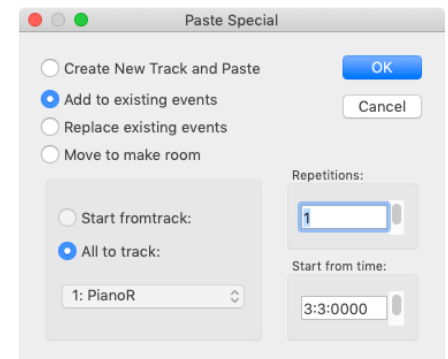 Paste Special
Create New Track and Paste
OK
Add to existing events
Cancel
Replace existing events
Move to make room
Repetitions:
Start fromtrack:
1
All to track:
Start from time:
1: PianoR
3:3:0000